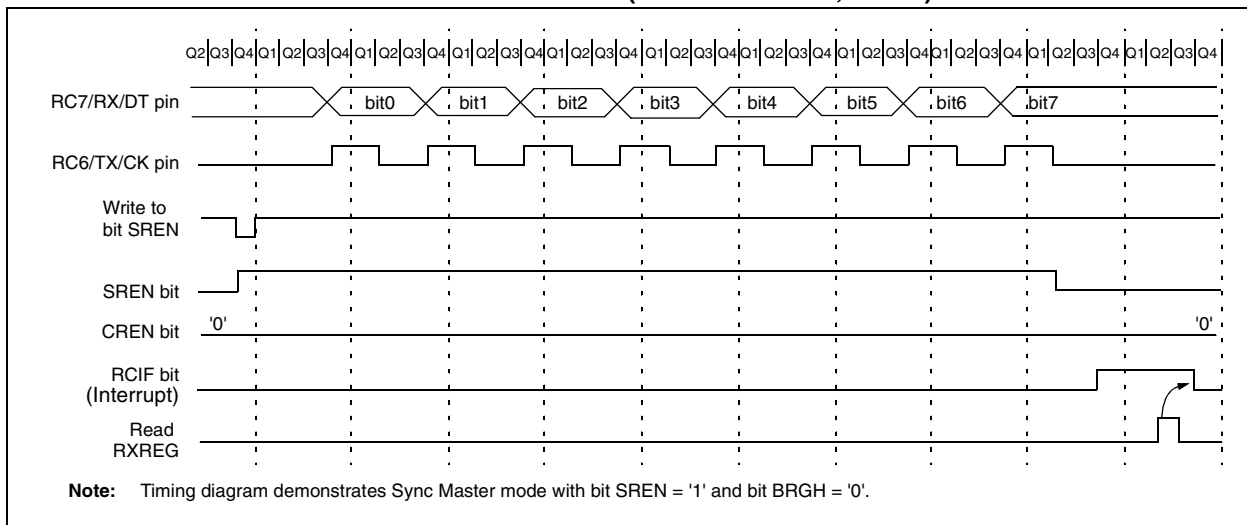 Q2 Q3 Q4 Q1 Q2 Q3 Q4 Q1 Q2 Q3 Q4 Q1 Q2 Q3 Q4 Q1 Q2 Q3 Q4 Q1 Q2 Q3 Q4 Q1 Q2 Q3 Q4 Q1 Q2 Q3 Q4 Q1 Q2 Q3 Q4 Q1 Q2 Q3 Q4 Q1 Q2 Q3 Q4
RC7/RX/DT pin bit0 bit1 bit2 bit3 bit4 bit5 bit6 bit7
RC6/TX/CK pin
Write to
bit SREN
SREN bit
CREN bit '0' '0'
RCIF bit
(Interrupt)
Read
RXREG
Note: Timing diagram demonstrates Sync Master mode with bit SREN = '1' and bit BRGH = '0'.